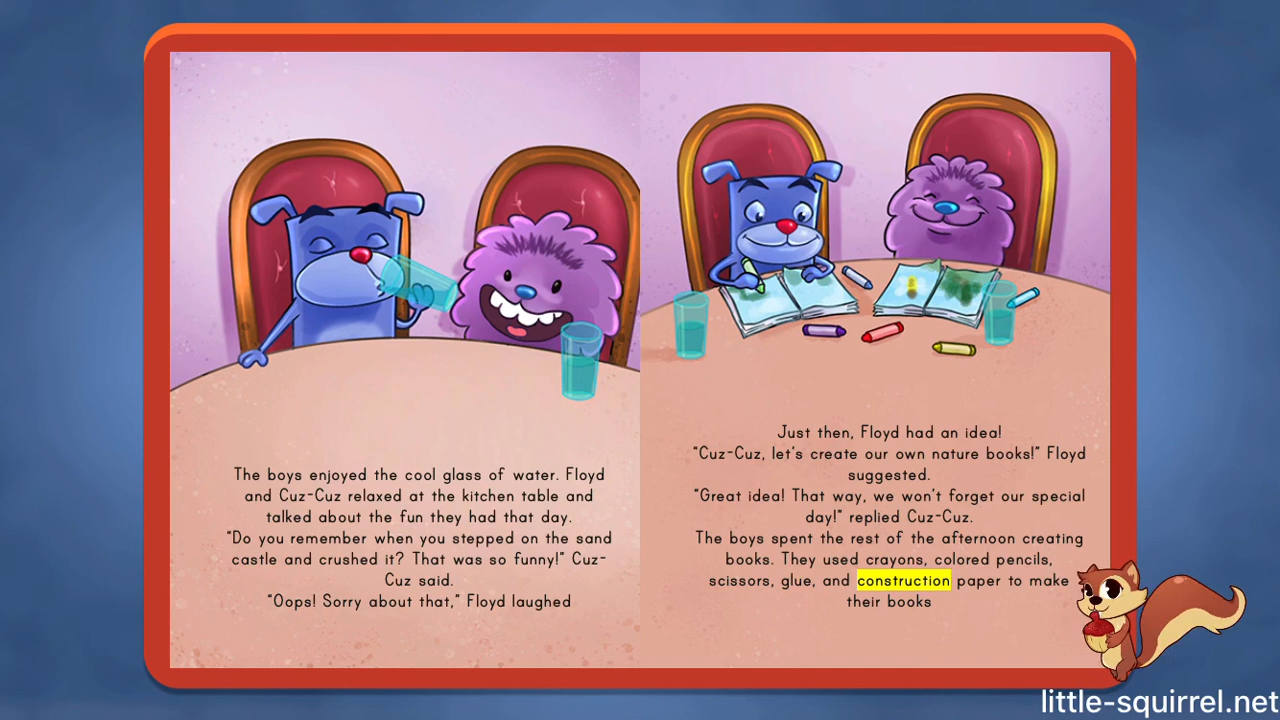 The boys enjoyed the cool glass of water. Floyd
and Cuz-Cuz relaxed at the kitchen table and
talked about the fun they had that day.
"Do you remember when you stepped on the sand
castle and crushed it? That was so funny!" Cuz-
Cuz said.
"Oops! Sorry about that," Floyd laughed
Just then, Floyd had an idea!
"Cuz-Cuz, let's create our own nature books!" Floyd
suggested.
"Great idea! That way, we won't forget our special
day!" replied Cuz-Cuz.
The boys spent the rest of the afternoon creating
books. They used crayons, colored pencils,
scissors, glue, and construction paper to make
their books
little-squirrel.net